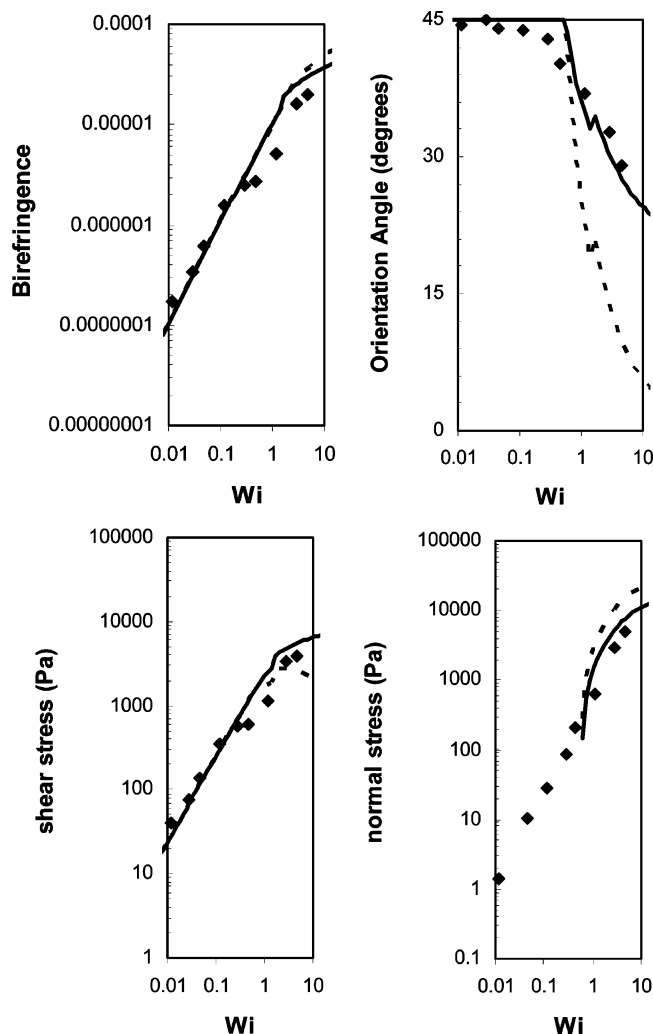 0.0001
0.00001
0.000001
0.0000001
0.00000001
Birefringence
0.01 0.1 1 10
Wi
45
30
15
0
Orientation Angle (degrees)
0.01 0.1 1 10
Wi
100000
10000
1000
100
10
1
shear stress (Pa)
0.01 0.1 1 10
Wi
100000
10000
1000
100
10
1
0.1
normal stress (Pa)
0.01 0.1 1 10
Wi